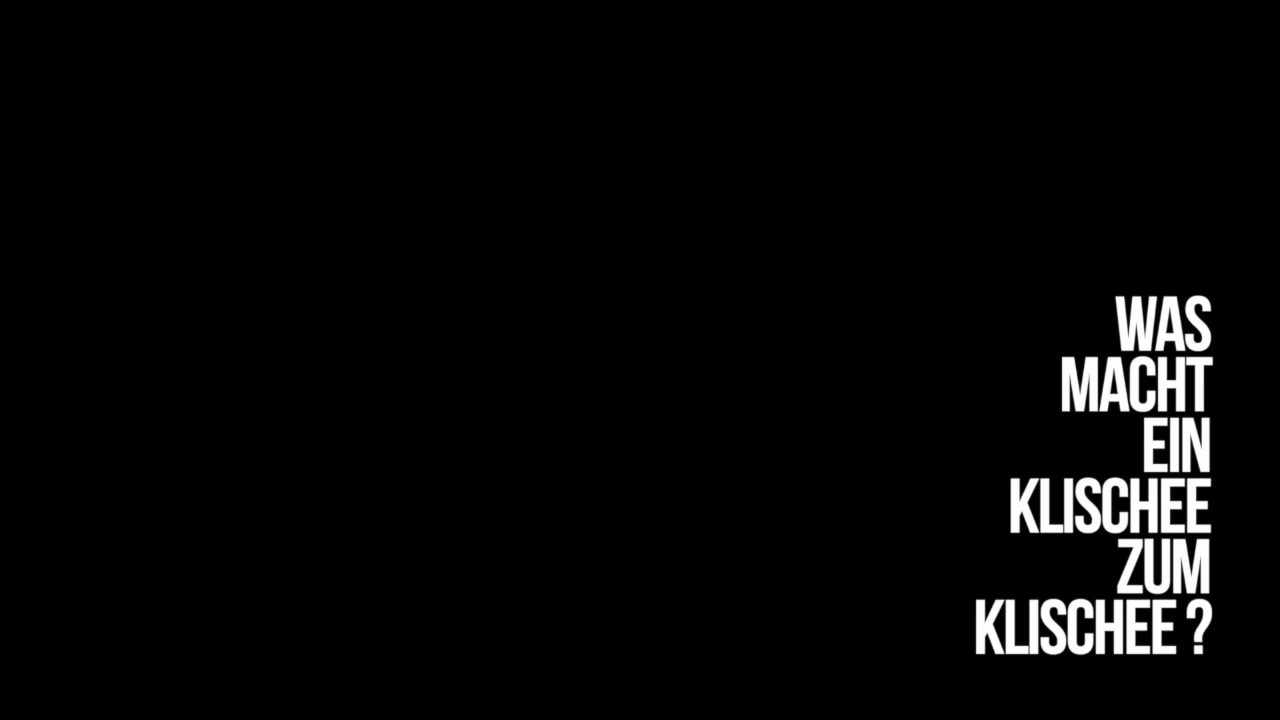 WAS
MACHT
EIN
KLISCHEE
ZUM
KLISCHEE ?